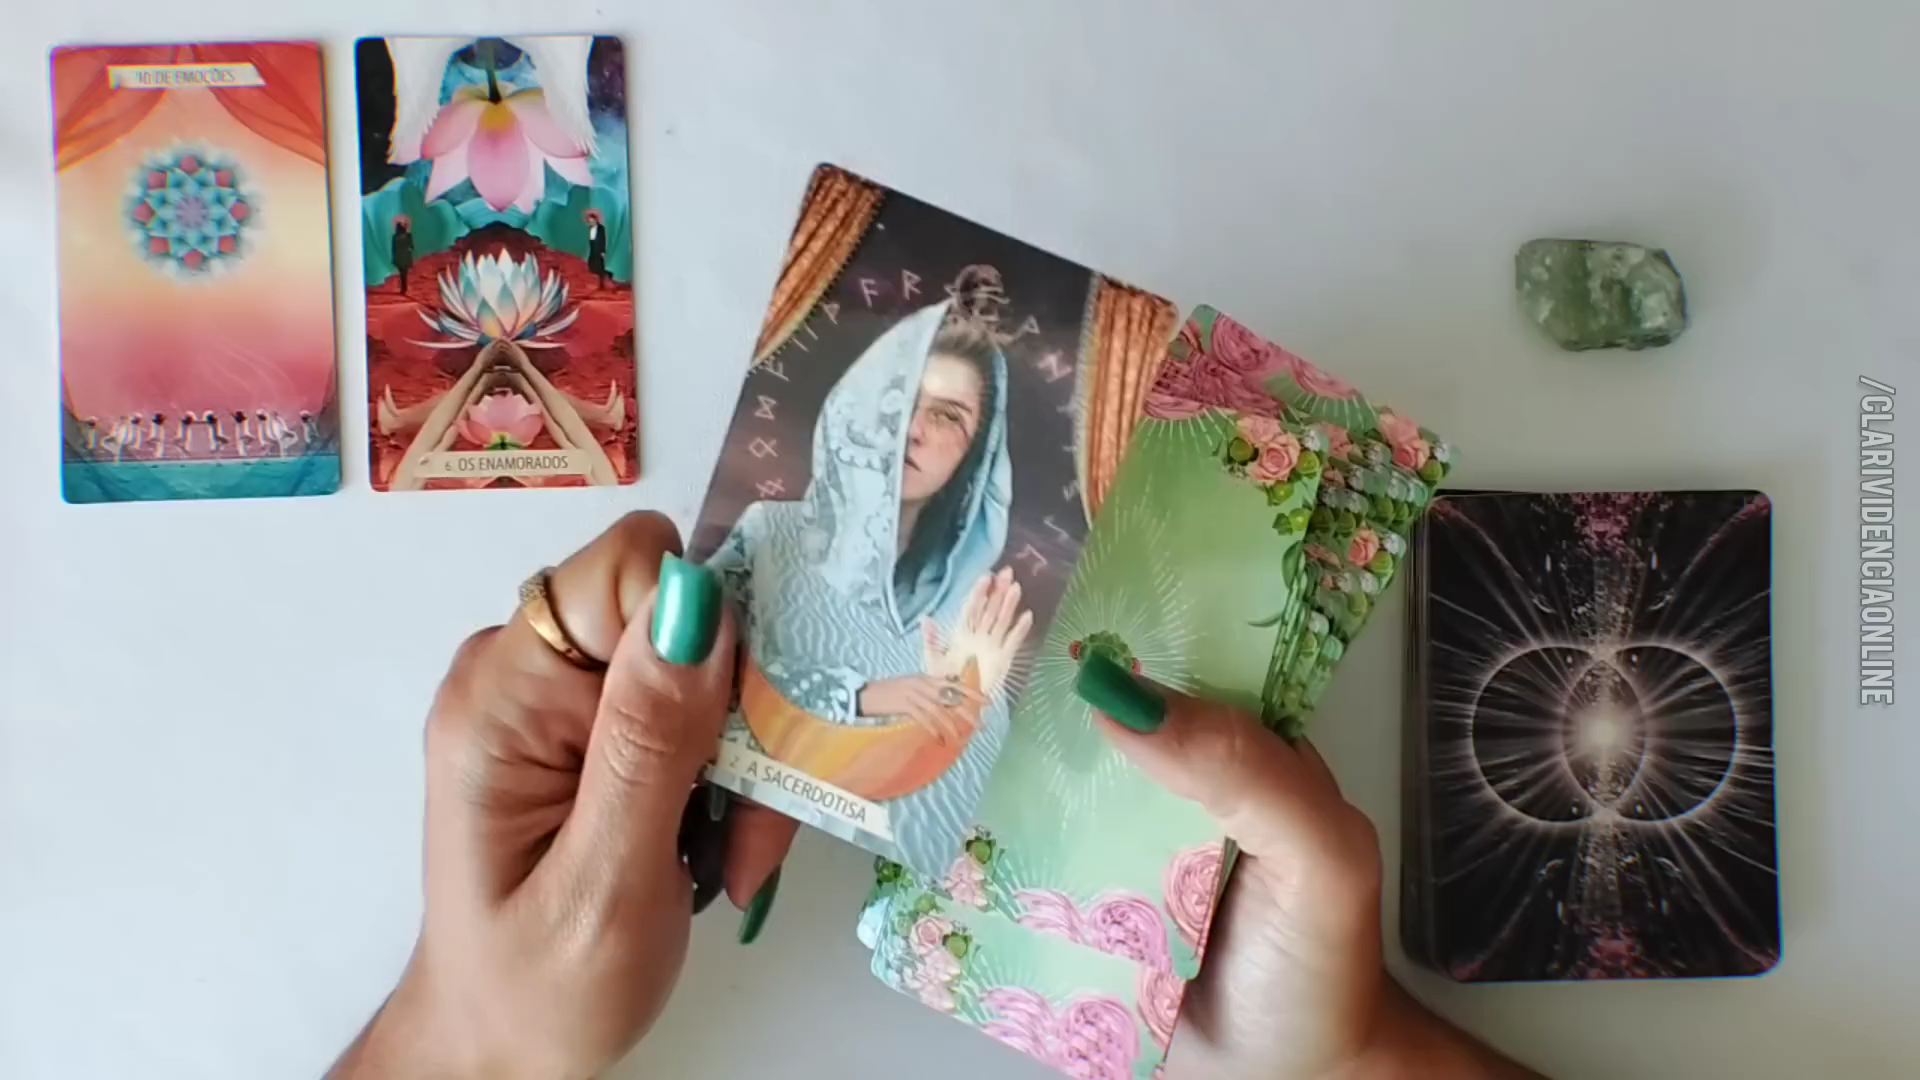 10 DE EMOÇÕES
6 OS ENAMORADOS
2 A SACERDOTISA
/CLARIVIDENCIAONLINE